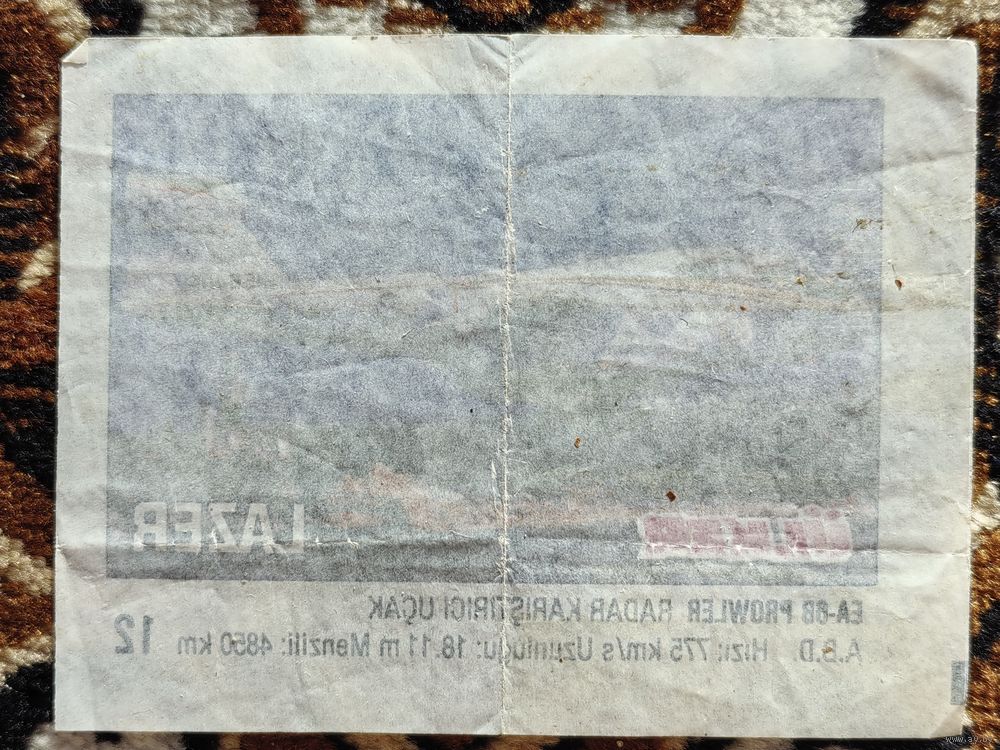 LAZER
EA-6B PROWLER RADAR KARIŞTIRICI UÇAK
A.B.D. Hızı: 775 km/s Uzunluğu: 18.11 m Menzili: 4850 km 12